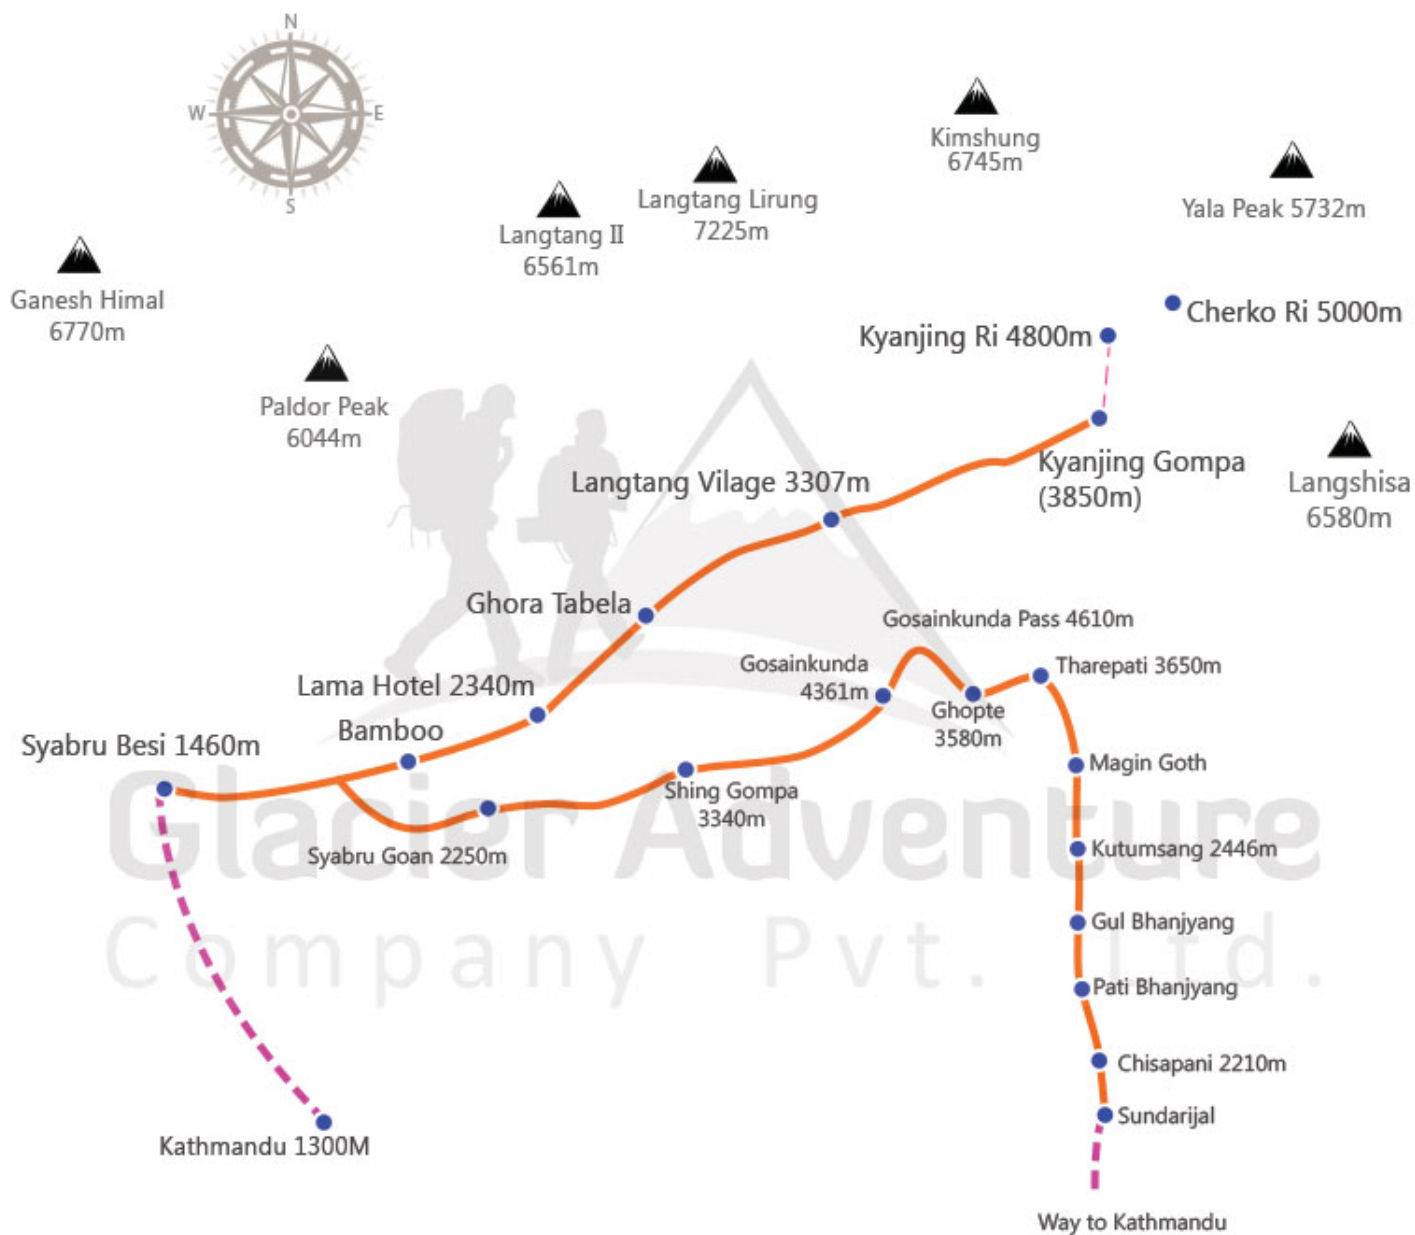 N
W
E
S
Kimshung
6745m
Langtang Lirung
7225m
Yala Peak 5732m
Langtang II
6561m
Ganesh Himal
6770m
Cherko Ri 5000m
Kyanjing Ri 4800m
Paldor Peak
6044m
Kyanjing Gompa
(3850m)
Langtang Vilage 3307m
Langshisa
6580m
Ghora Tabela
Gosainkunda Pass 4610m
Gosainkunda
4361m
Tharepati 3650m
Lama Hotel 2340m
Ghopte
3580m
Bamboo
Syabru Besi 1460m
Magin Goth
Shing Gompa
3340m
Glacier Adventure
Syabru Goan 2250m
Kutumsang 2446m
Gul Bhanjyang
Company Pvt. ltd.
Pati Bhanjyang
Chisapani 2210m
Sundarijal
Kathmandu 1300M
Way to Kathmandu